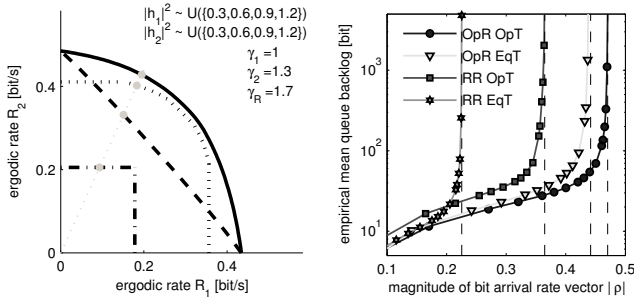 |h₁|² ~ U({0.3,0.6,0.9,1.2})
|h₂|² ~ U({0.3,0.6,0.9,1.2})
γ₁=1
γ₂=1.3
γ_R=1.7
ergodic rate R₂ [bit/s]
0.4
0.2
0
0
0.2
0.4
ergodic rate R₁ [bit/s]
OpR OpT
OpR EqT
RR OpT
RR EqT
empirical mean queue backlog [bit]
10³
10²
10¹
0.1
0.2
0.3
0.4
0.5
magnitude of bit arrival rate vector |ρ|